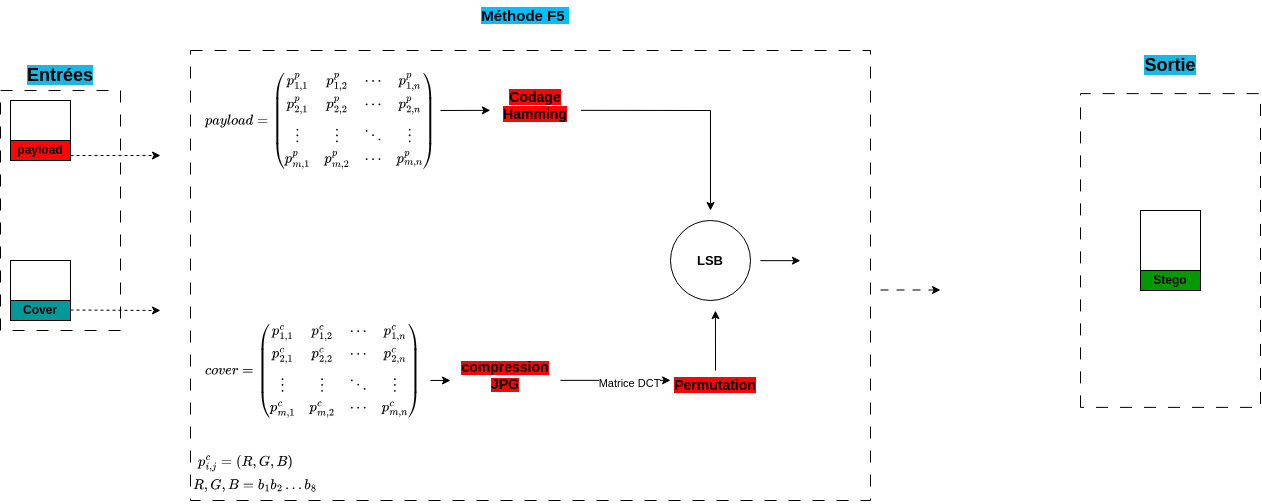 Méthode F5
Entrées
Sortie
payload = \begin{pmatrix} p^p_{1,1} & p^p_{1,2} & \cdots & p^p_{1,n} \\ p^p_{2,1} & p^p_{2,2} & \cdots & p^p_{2,n} \\ \vdots & \vdots & \ddots & \vdots \\ p^p_{m,1} & p^p_{m,2} & \cdots & p^p_{m,n} \end{pmatrix}
Codage
Hamming
payload
LSB
Cover
Stego
cover = \begin{pmatrix} p^c_{1,1} & p^c_{1,2} & \cdots & p^c_{1,n} \\ p^c_{2,1} & p^c_{2,2} & \cdots & p^c_{2,n} \\ \vdots & \vdots & \ddots & \vdots \\ p^c_{m,1} & p^c_{m,2} & \cdots & p^c_{m,n} \end{pmatrix}
compression
JPG
Matrice DCT
Permutation
p^c_{i,j} = (R, G, B)
R, G, B = b_1b_2 \ldots b_8